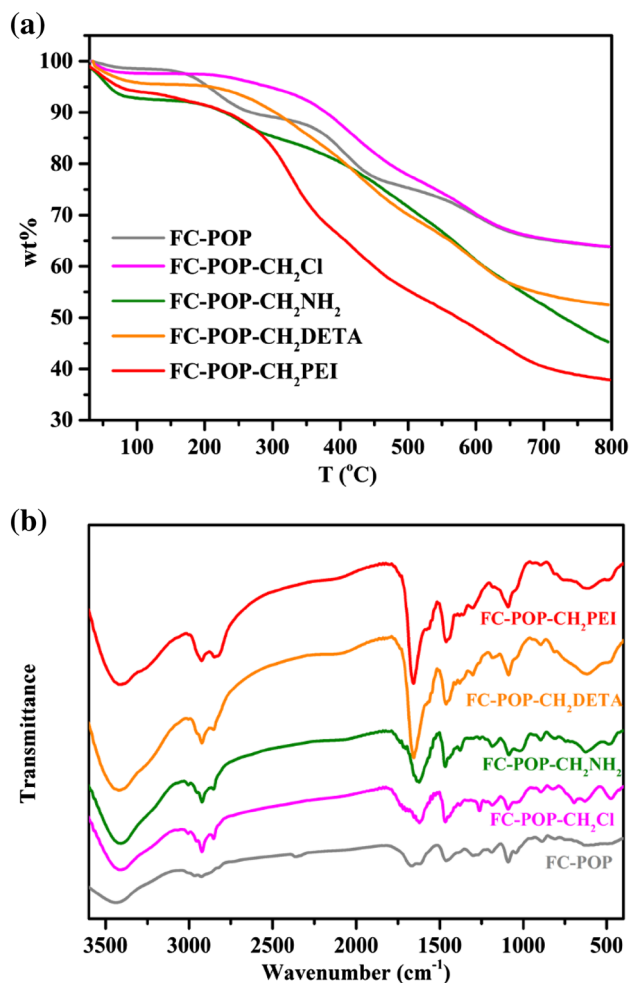 (a)
100
90
80
70
60
50
40
30
wt%
FC-POP
FC-POP-CH₂Cl
FC-POP-CH₂NH₂
FC-POP-CH₂DETA
FC-POP-CH₂PEI
100 200 300 400 500 600 700 800
T (°C)
(b)
Transmittance
FC-POP-CH₂PEI
FC-POP-CH₂DETA
FC-POP-CH₂NH₂
FC-POP-CH₂Cl
FC-POP
3500 3000 2500 2000 1500 1000 500
Wavenumber (cm⁻¹)